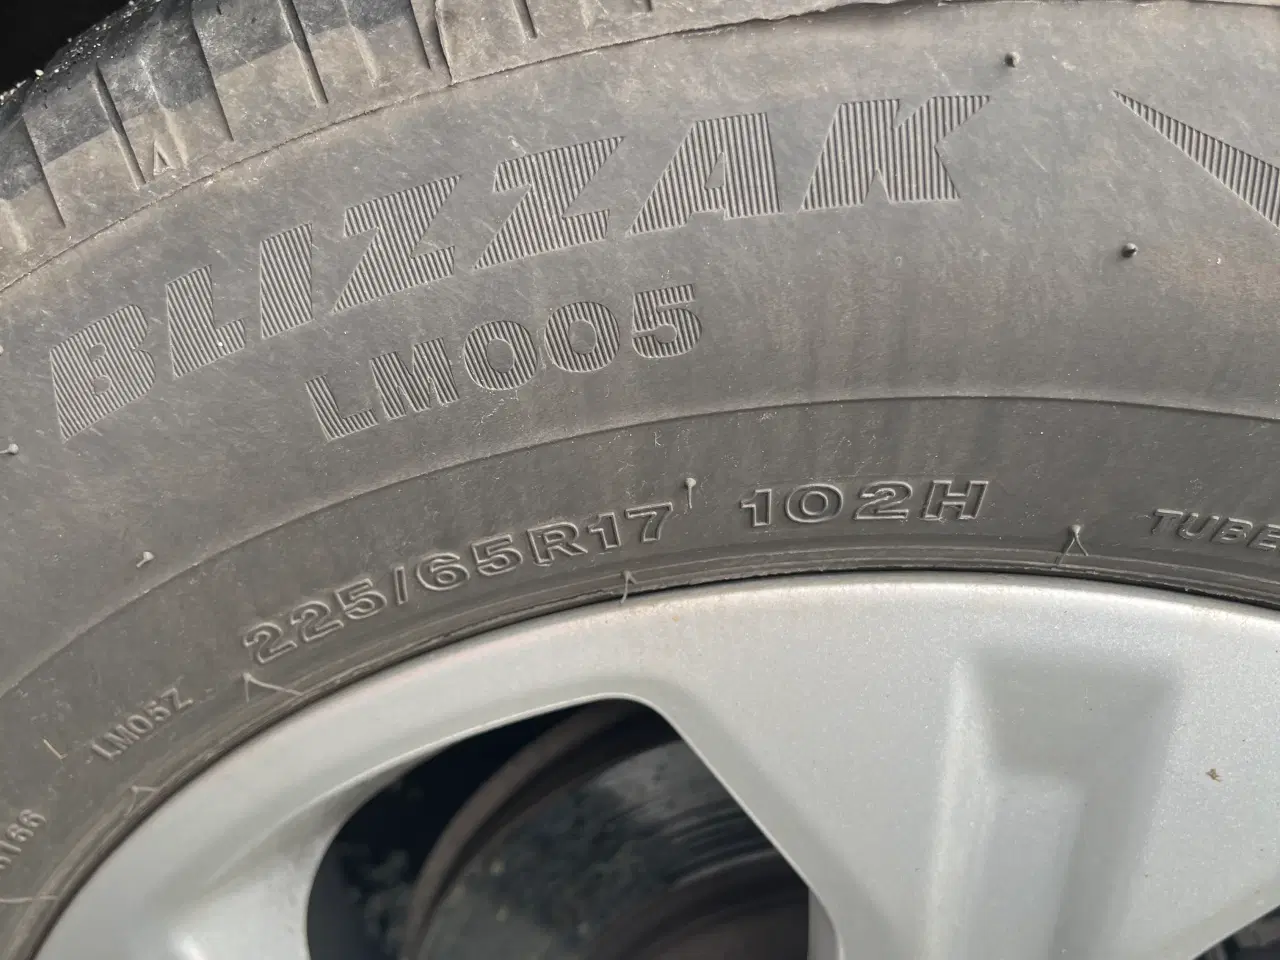 BLIZZAK
LM005
225/65R17 102H
TUBE
LM05Z